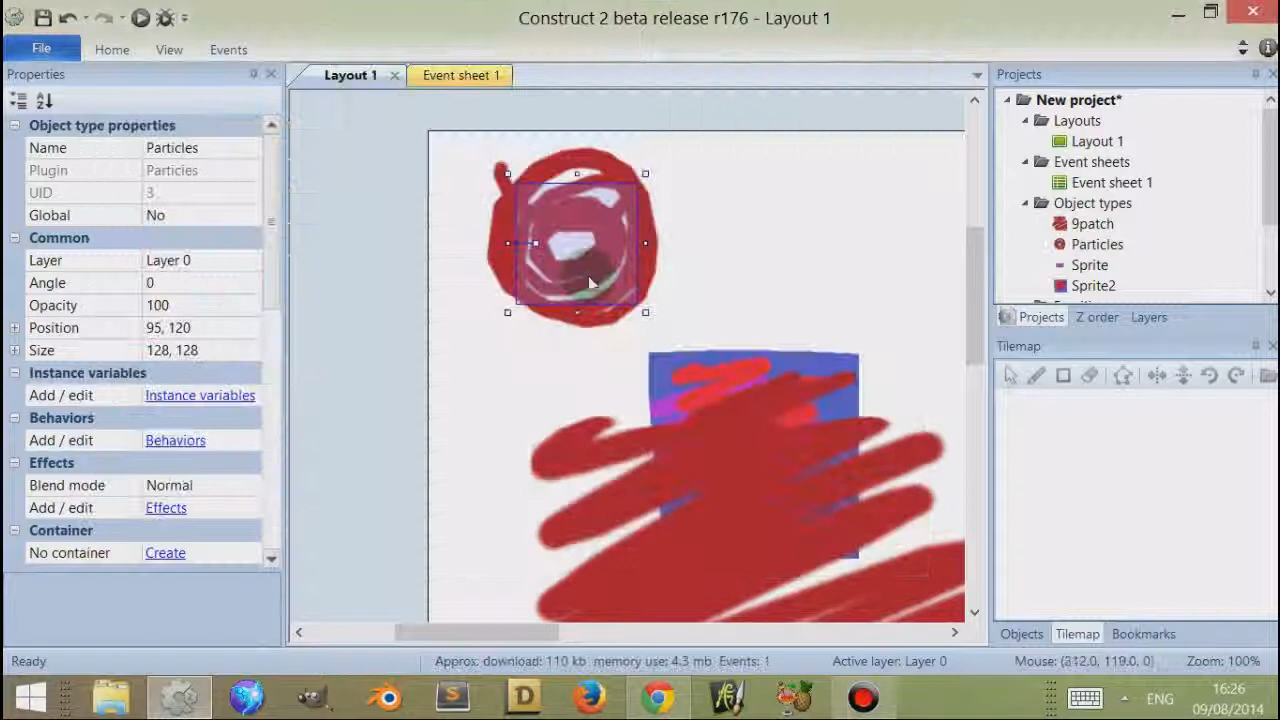 Construct 2 beta release r176 - Layout 1
File Home View Events
Properties
Layout 1 Event sheet 1
Projects
Object type properties
Name Particles
Plugin Particles
UID 3
Global No
Common
Layer Layer 0
Angle 0
Opacity 100
Position 95, 120
Size 128, 128
Instance variables
Add / edit Instance variables
Behaviors
Add / edit Behaviors
Effects
Blend mode Normal
Add / edit Effects
Container
No container Create
New project*
Layouts
Layout 1
Event sheets
Event sheet 1
Object types
9patch
Particles
Sprite
Sprite2
Projects Z order Layers
Tilemap
Objects Tilemap Bookmarks
Ready
Approx: download: 110 kb memory use: 4.3 mb Events: 1
Active layer: Layer 0
Mouse: (312.0, 119.0, 0)
Zoom: 100%
ENG
16:26
09/08/2014